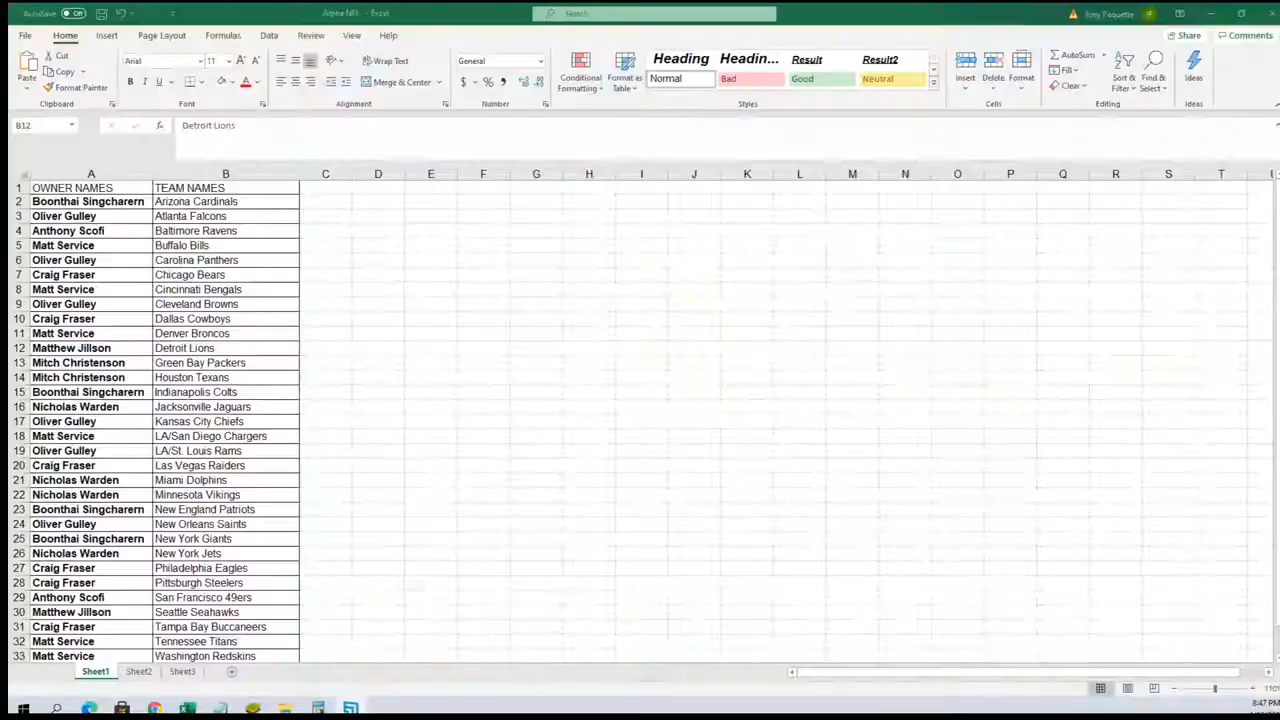 AutoSave Off Alpha NFL - Excel Search Tony Paquette
File Home Insert Page Layout Formulas Data Review View Help Share Comments
Cut
Copy
Format Painter
Paste
Clipboard
Arial 11
B I U
Font
Wrap Text
Merge & Center
Alignment
General
$ % ,
Number
Conditional Formatting
Format as Table
Heading Headin... Result Result2
Normal Bad Good Neutral
Styles
Insert Delete Format
Cells
AutoSum
Fill
Clear
Sort & Filter
Find & Select
Editing
Ideas
Ideas
B12 fx Detroit Lions
A B C D E F G H I J K L M N O P Q R S T
1 OWNER NAMES TEAM NAMES
2 Boonthai Singcharern Arizona Cardinals
3 Oliver Gulley Atlanta Falcons
4 Anthony Scofi Baltimore Ravens
5 Matt Service Buffalo Bills
6 Oliver Gulley Carolina Panthers
7 Craig Fraser Chicago Bears
8 Matt Service Cincinnati Bengals
9 Oliver Gulley Cleveland Browns
10 Craig Fraser Dallas Cowboys
11 Matt Service Denver Broncos
12 Matthew Jillson Detroit Lions
13 Mitch Christenson Green Bay Packers
14 Mitch Christenson Houston Texans
15 Boonthai Singcharern Indianapolis Colts
16 Nicholas Warden Jacksonville Jaguars
17 Oliver Gulley Kansas City Chiefs
18 Matt Service LA/San Diego Chargers
19 Oliver Gulley LA/St. Louis Rams
20 Craig Fraser Las Vegas Raiders
21 Nicholas Warden Miami Dolphins
22 Nicholas Warden Minnesota Vikings
23 Boonthai Singcharern New England Patriots
24 Oliver Gulley New Orleans Saints
25 Boonthai Singcharern New York Giants
26 Nicholas Warden New York Jets
27 Craig Fraser Philadelphia Eagles
28 Craig Fraser Pittsburgh Steelers
29 Anthony Scofi San Francisco 49ers
30 Matthew Jillson Seattle Seahawks
31 Craig Fraser Tampa Bay Buccaneers
32 Matt Service Tennessee Titans
33 Matt Service Washington Redskins
Sheet1 Sheet2 Sheet3
8:47 PM